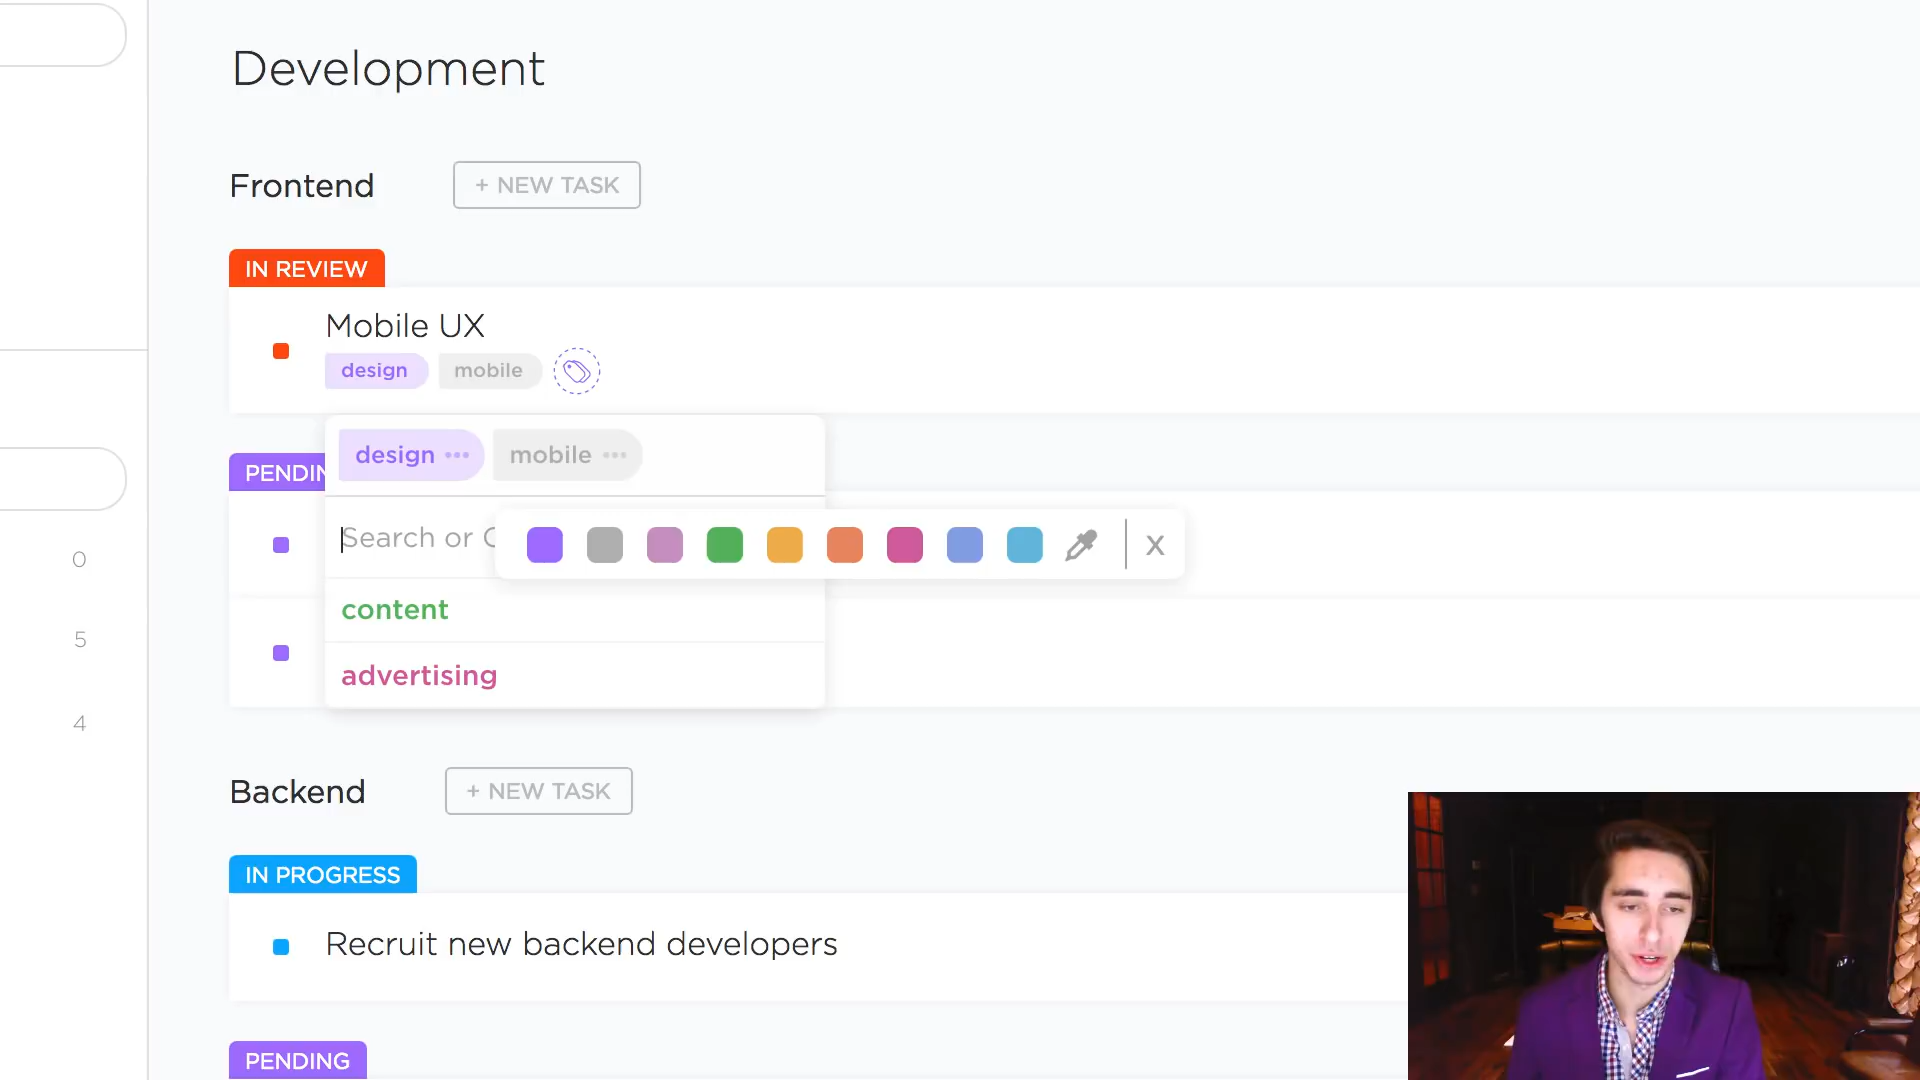 Development
Frontend
+ NEW TASK
IN REVIEW
Mobile UX
design mobile
design ••• mobile •••
PENDIN
Search or C
X
0
content
5
advertising
4
Backend
+ NEW TASK
IN PROGRESS
Recruit new backend developers
PENDING